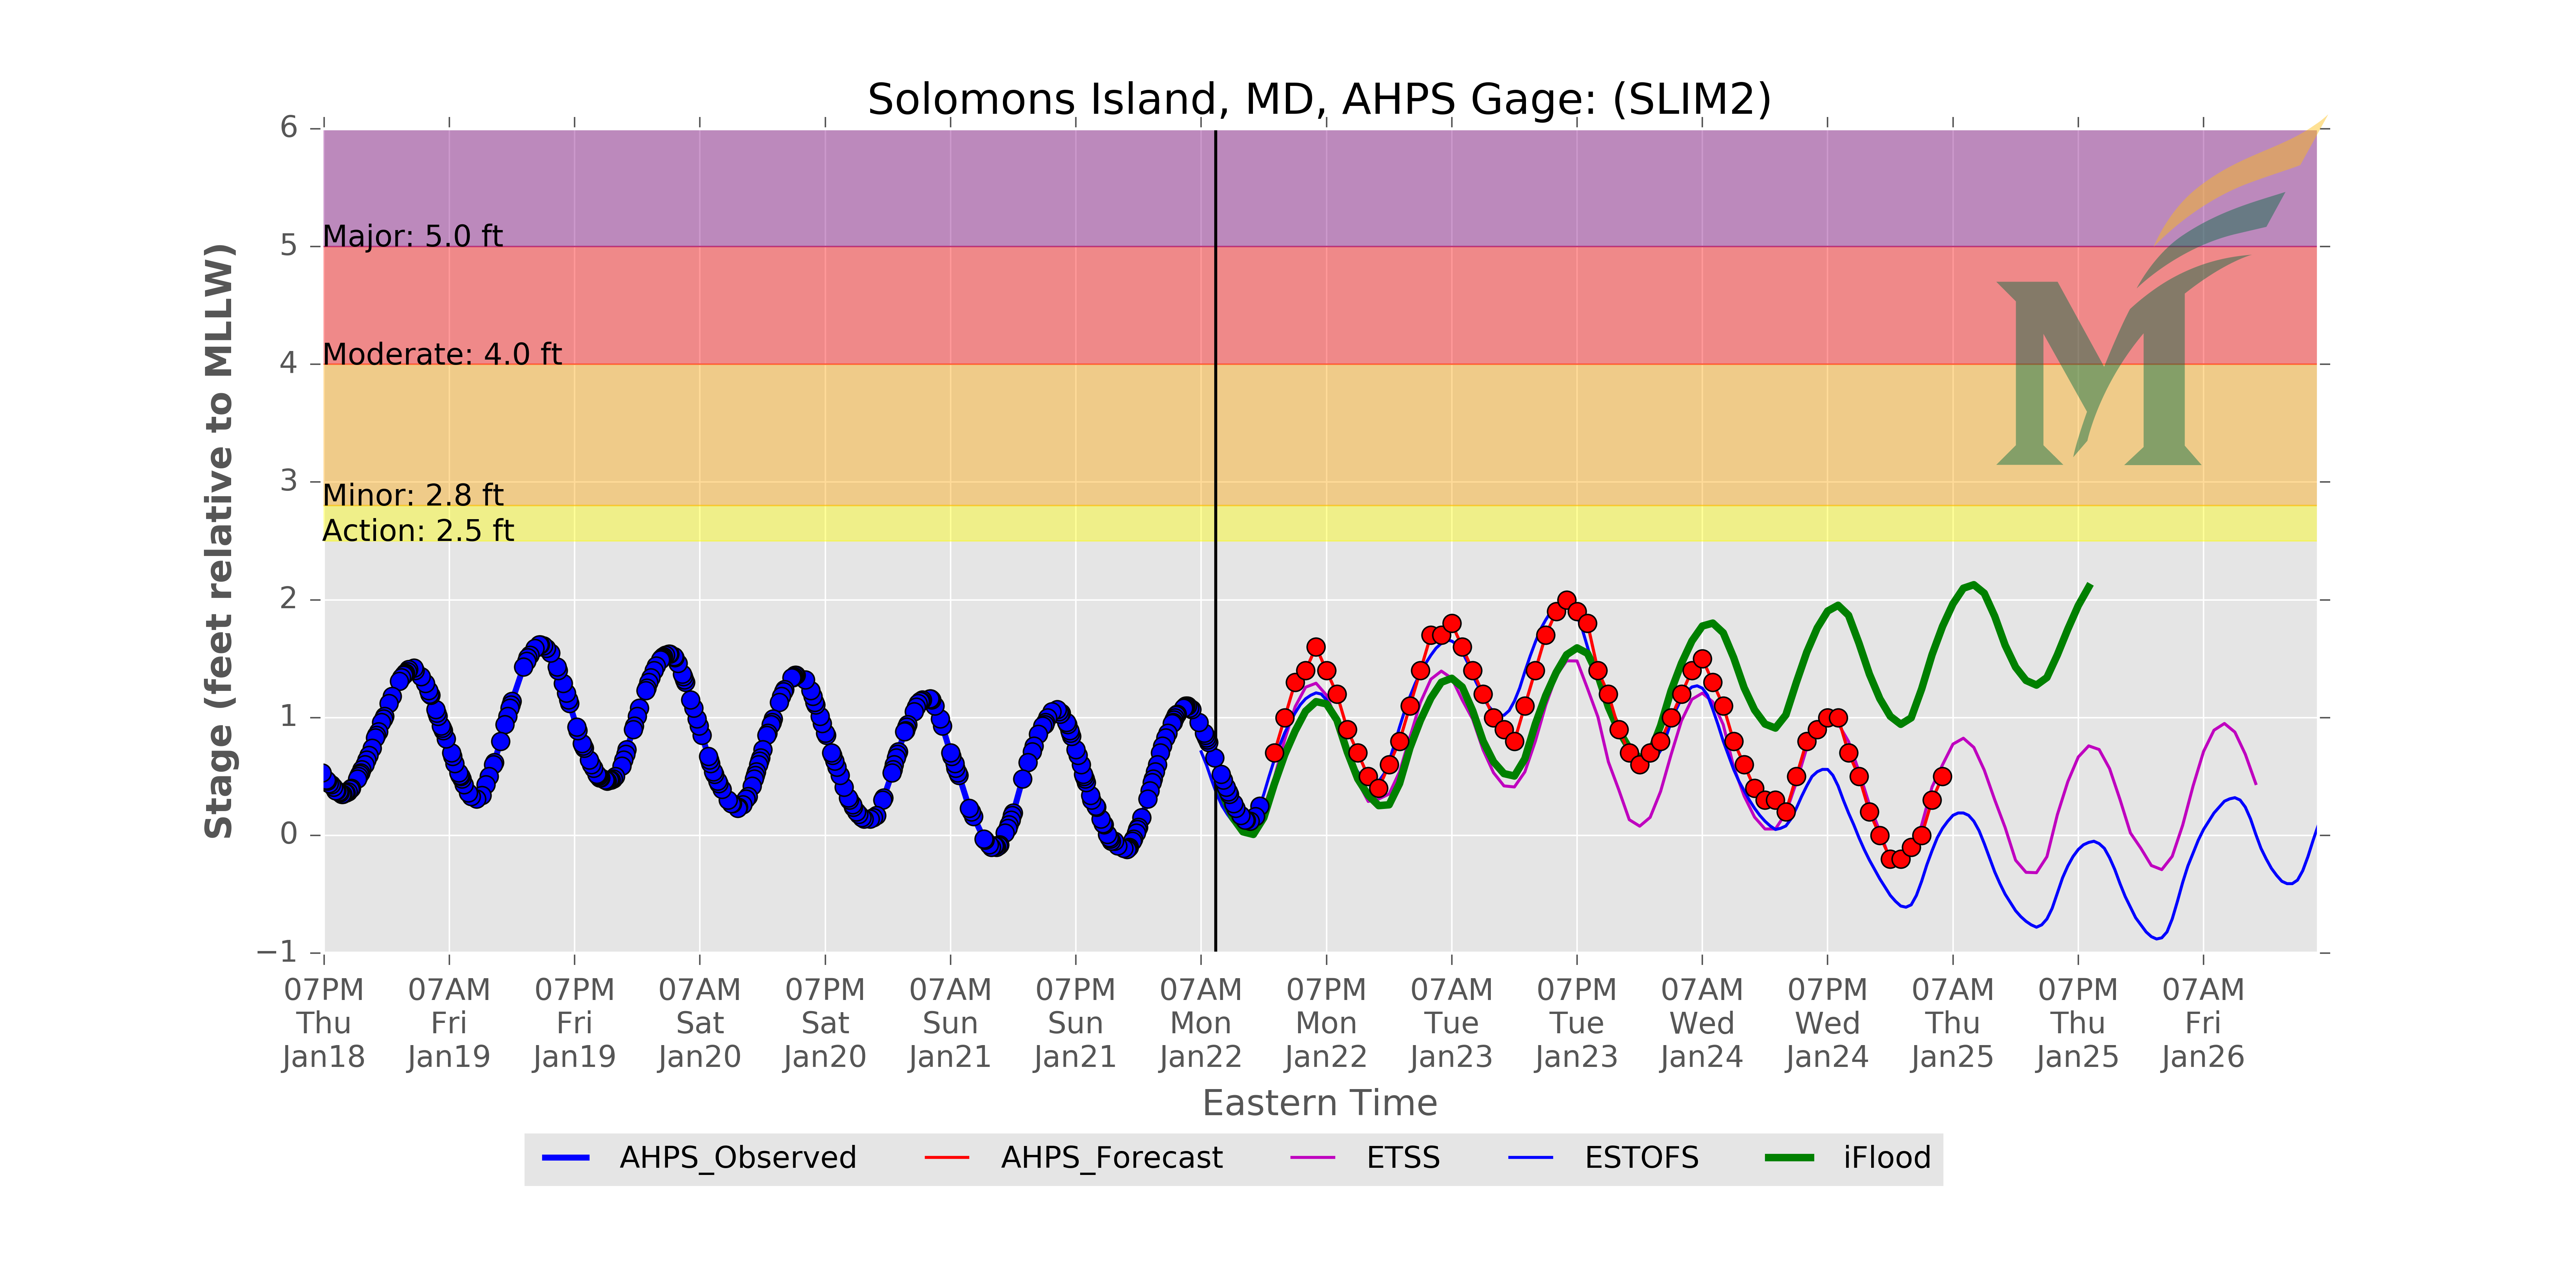 Solomons Island, MD, AHPS Gage: (SLIM2)
Stage (feet relative to MLLW)
6
5
4
3
2
1
0
−1
Major: 5.0 ft
Moderate: 4.0 ft
Minor: 2.8 ft
Action: 2.5 ft
M
07PM 07AM 07PM 07AM 07PM 07AM 07PM 07AM 07PM 07AM 07PM 07AM 07PM 07AM 07PM 07AM
Thu Fri Fri Sat Sat Sun Sun Mon Mon Tue Tue Wed Wed Thu Thu Fri
Jan18 Jan19 Jan19 Jan20 Jan20 Jan21 Jan21 Jan22 Jan22 Jan23 Jan23 Jan24 Jan24 Jan25 Jan25 Jan26
Eastern Time
AHPS_Observed AHPS_Forecast ETSS ESTOFS iFlood